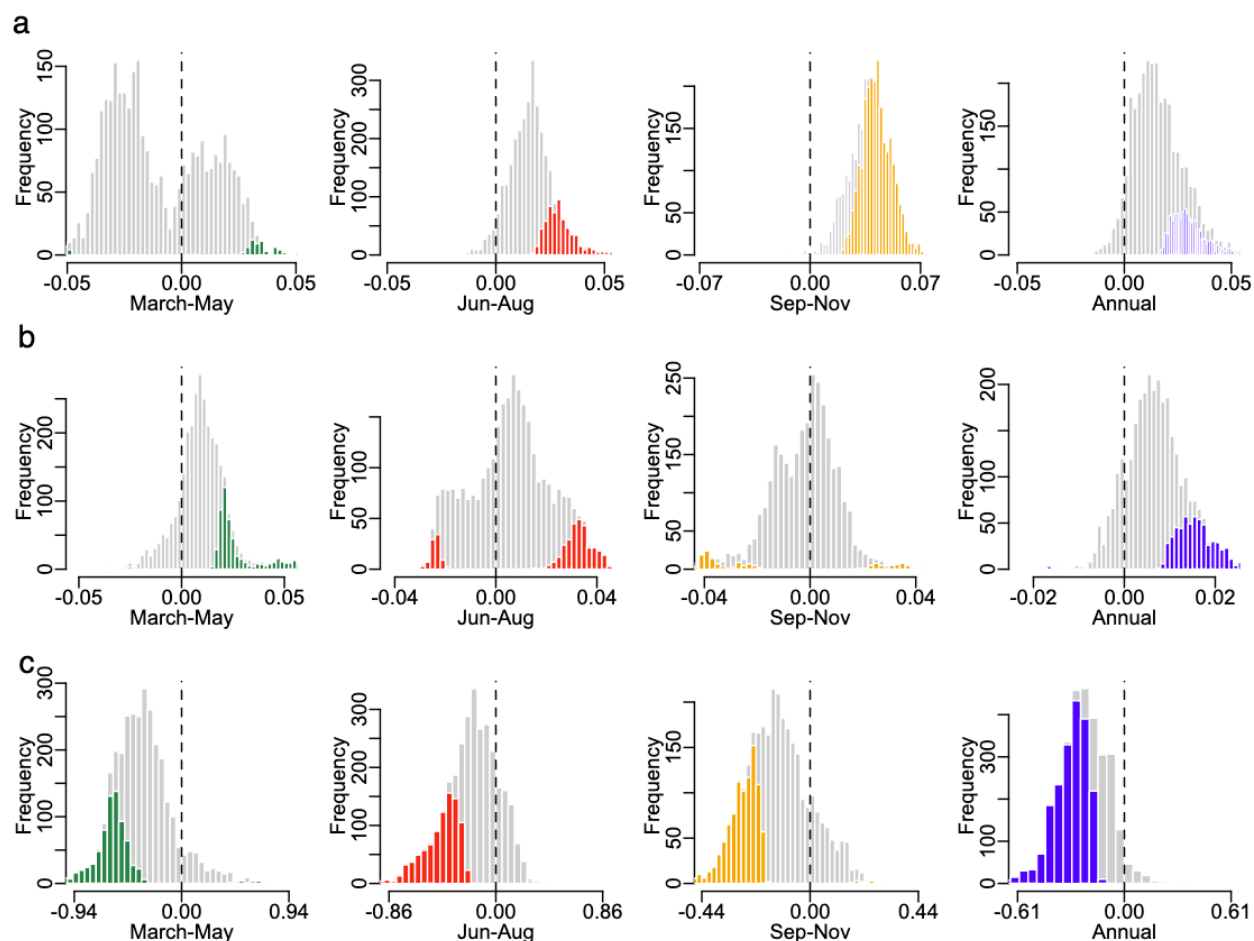 a
Frequency
0 50 100 150
-0.05 0.00 0.05
March-May
Frequency
0 100 200 300
-0.05 0.00 0.05
Jun-Aug
Frequency
0 50 150
-0.07 0.00 0.07
Sep-Nov
Frequency
0 50 150
-0.05 0.00 0.05
Annual
b
Frequency
0 100 200
-0.05 0.00 0.05
March-May
Frequency
0 50 100
-0.04 0.00 0.04
Jun-Aug
Frequency
0 50 150 250
-0.04 0.00 0.04
Sep-Nov
Frequency
0 50 100 200
-0.02 0.00 0.02
Annual
c
Frequency
0 100 200 300
-0.94 0.00 0.94
March-May
Frequency
0 100 200 300
-0.86 0.00 0.86
Jun-Aug
Frequency
0 50 150
-0.44 0.00 0.44
Sep-Nov
Frequency
0 100 300
-0.61 0.00 0.61
Annual